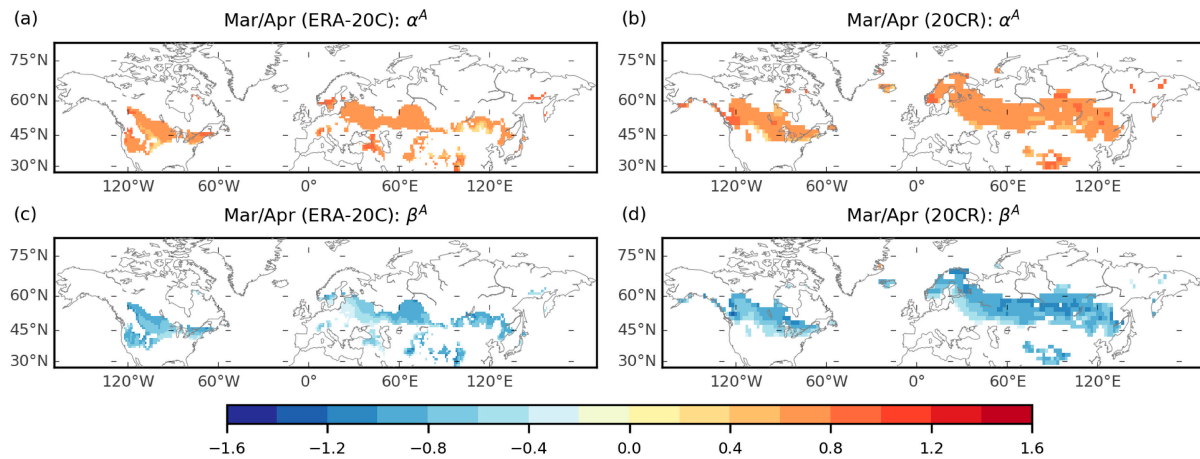 (a) Mar/Apr (ERA-20C): α^A
(b) Mar/Apr (20CR): α^A
75°N
60°N
45°N
30°N
120°W 60°W 0° 60°E 120°E
75°N
60°N
45°N
30°N
120°W 60°W 0° 60°E 120°E
(c) Mar/Apr (ERA-20C): β^A
(d) Mar/Apr (20CR): β^A
75°N
60°N
45°N
30°N
120°W 60°W 0° 60°E 120°E
75°N
60°N
45°N
30°N
120°W 60°W 0° 60°E 120°E
−1.6 −1.2 −0.8 −0.4 0.0 0.4 0.8 1.2 1.6